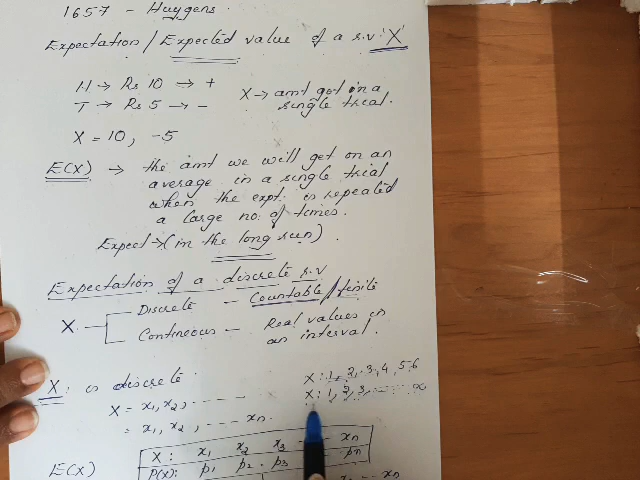 1657 - Huygens.
Expectation / Expected value of a r.v 'X'
H → Rs 10 → +
T → Rs 5 → -
X → amt got in a
single trial.
X = 10, -5
E(X) → the amt we will get on an
average in a single trial
when the expt. is repeated
a large no: of times.
Expect → (in the long run).
Expectation of a discrete r.v
X
Discrete - Countable / finite
Continuous - Real values in
an interval.
X: is discrete
X = x1, x2, ------
= x1, x2, ---- xn.
X: 1, 2, 3, 4, 5 6
X: 1, 2, 3, ------ ∞
E(X)
X: x1 x2 x3 -- xn
P(x): p1 p2 p3 pn